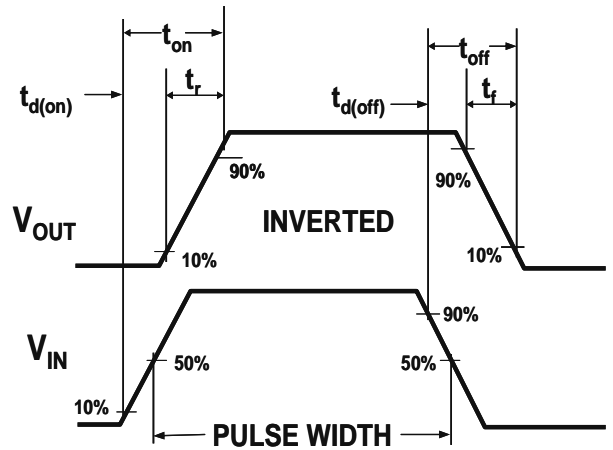 t_on
t_off
t_d(on)
t_r
t_d(off)
t_f
90%
90%
V_OUT
INVERTED
10%
10%
90%
V_IN
50%
50%
10%
PULSE WIDTH